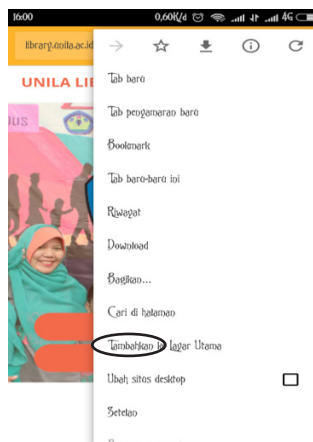 16:00 0,60K/d 4G
library.unila.ac.id
UNILA LIB
Tab baru
Tab penyamaran baru
Bookmark
Tab baru-baru ini
Riwayat
Download
Bagikan...
Cari di halaman
Tambahkan ke Layar Utama
Ubah situs desktop
Setelan